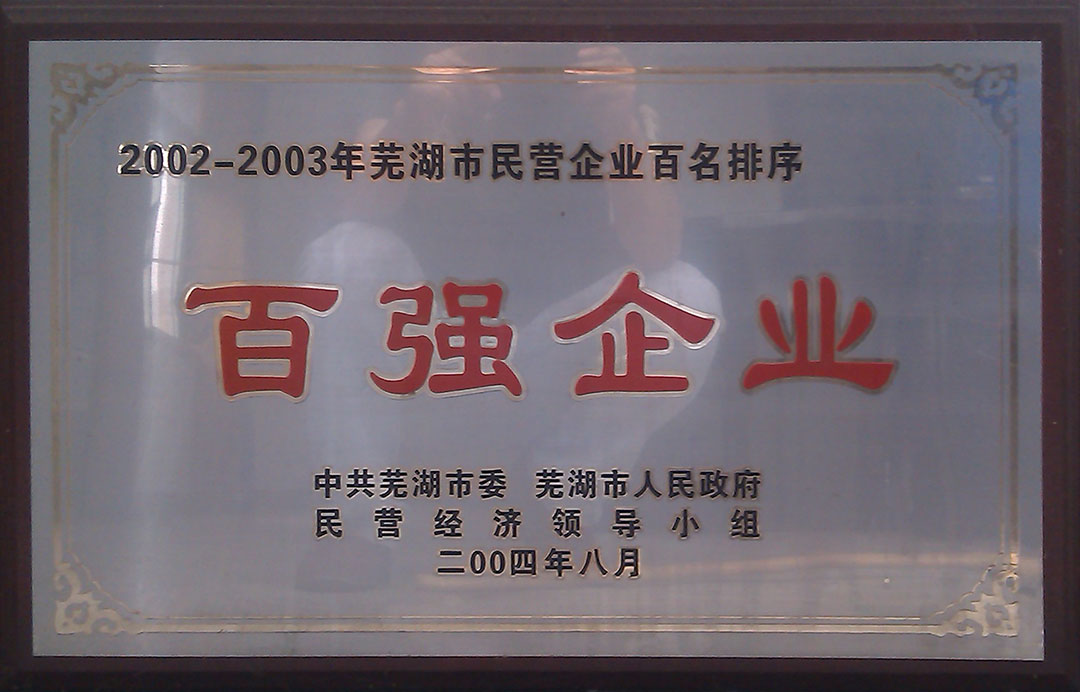 2002-2003年芜湖市民营企业百名排序
百强企业
中共芜湖市委 芜湖市人民政府
民营经济领导小组
二00四年八月